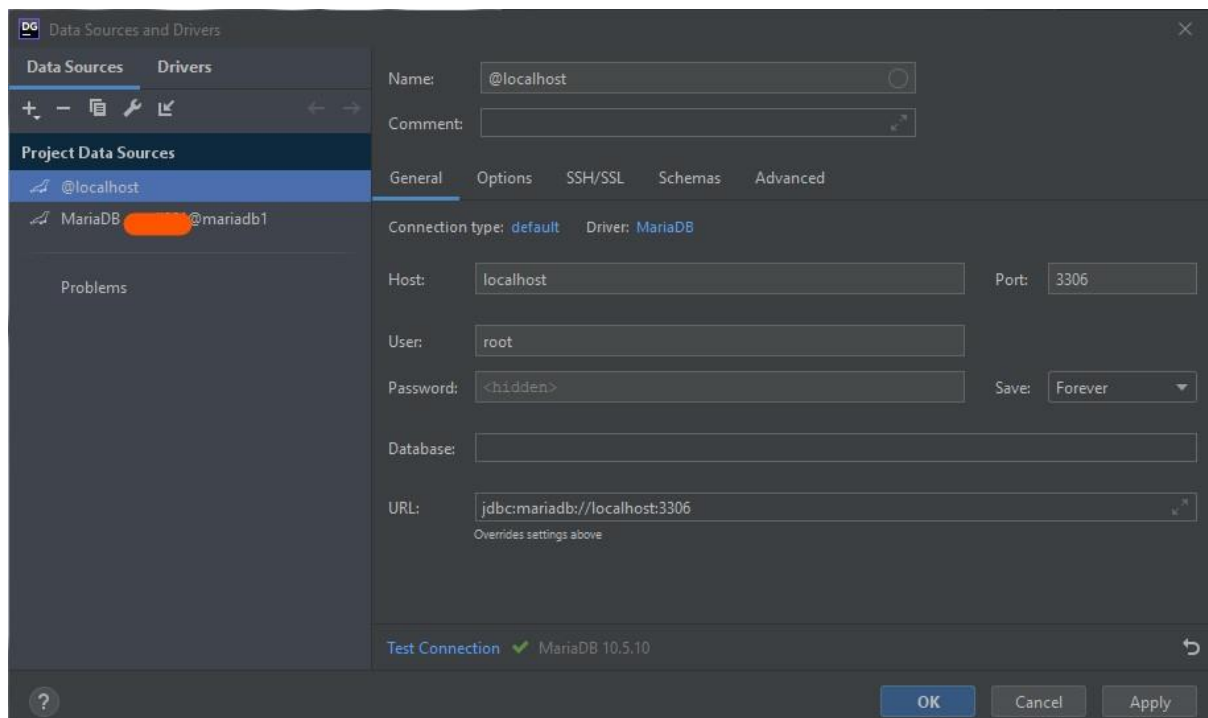 DG Data Sources and Drivers
Data Sources Drivers
Project Data Sources
@localhost
MariaDB @mariadb1
Problems
Name: @localhost
Comment:
General Options SSH/SSL Schemas Advanced
Connection type: default Driver: MariaDB
Host: localhost Port: 3306
User: root
Password: <hidden> Save: Forever
Database:
URL: jdbc:mariadb://localhost:3306
Overrides settings above
Test Connection MariaDB 10.5.10
? OK Cancel Apply